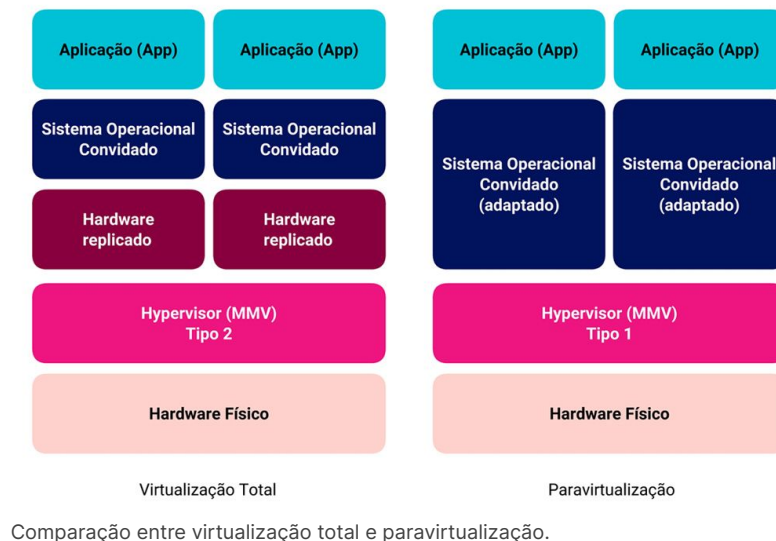 Aplicação (App)
Aplicação (App)
Sistema Operacional
Convidado
Sistema Operacional
Convidado
Hardware
replicado
Hardware
replicado
Hypervisor (MMV)
Tipo 2
Hardware Físico
Virtualização Total
Aplicação (App)
Aplicação (App)
Sistema Operacional
Convidado
(adaptado)
Sistema Operacional
Convidado
(adaptado)
Hypervisor (MMV)
Tipo 1
Hardware Físico
Paravirtualização
Comparação entre virtualização total e paravirtualização.